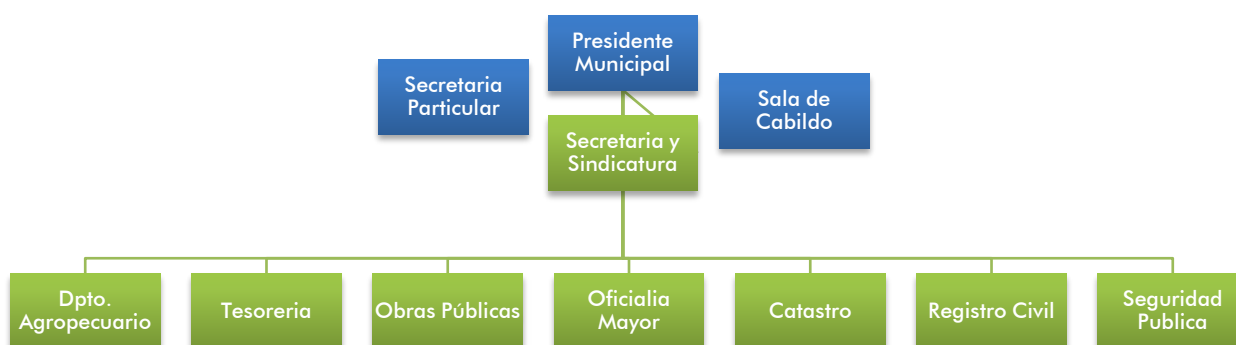 Presidente
Municipal
Secretaria
Particular
Sala de
Cabildo
Secretaria y
Sindicatura
Dpto.
Agropecuario
Tesoreria
Obras Públicas
Oficialia
Mayor
Catastro
Registro Civil
Seguridad
Publica